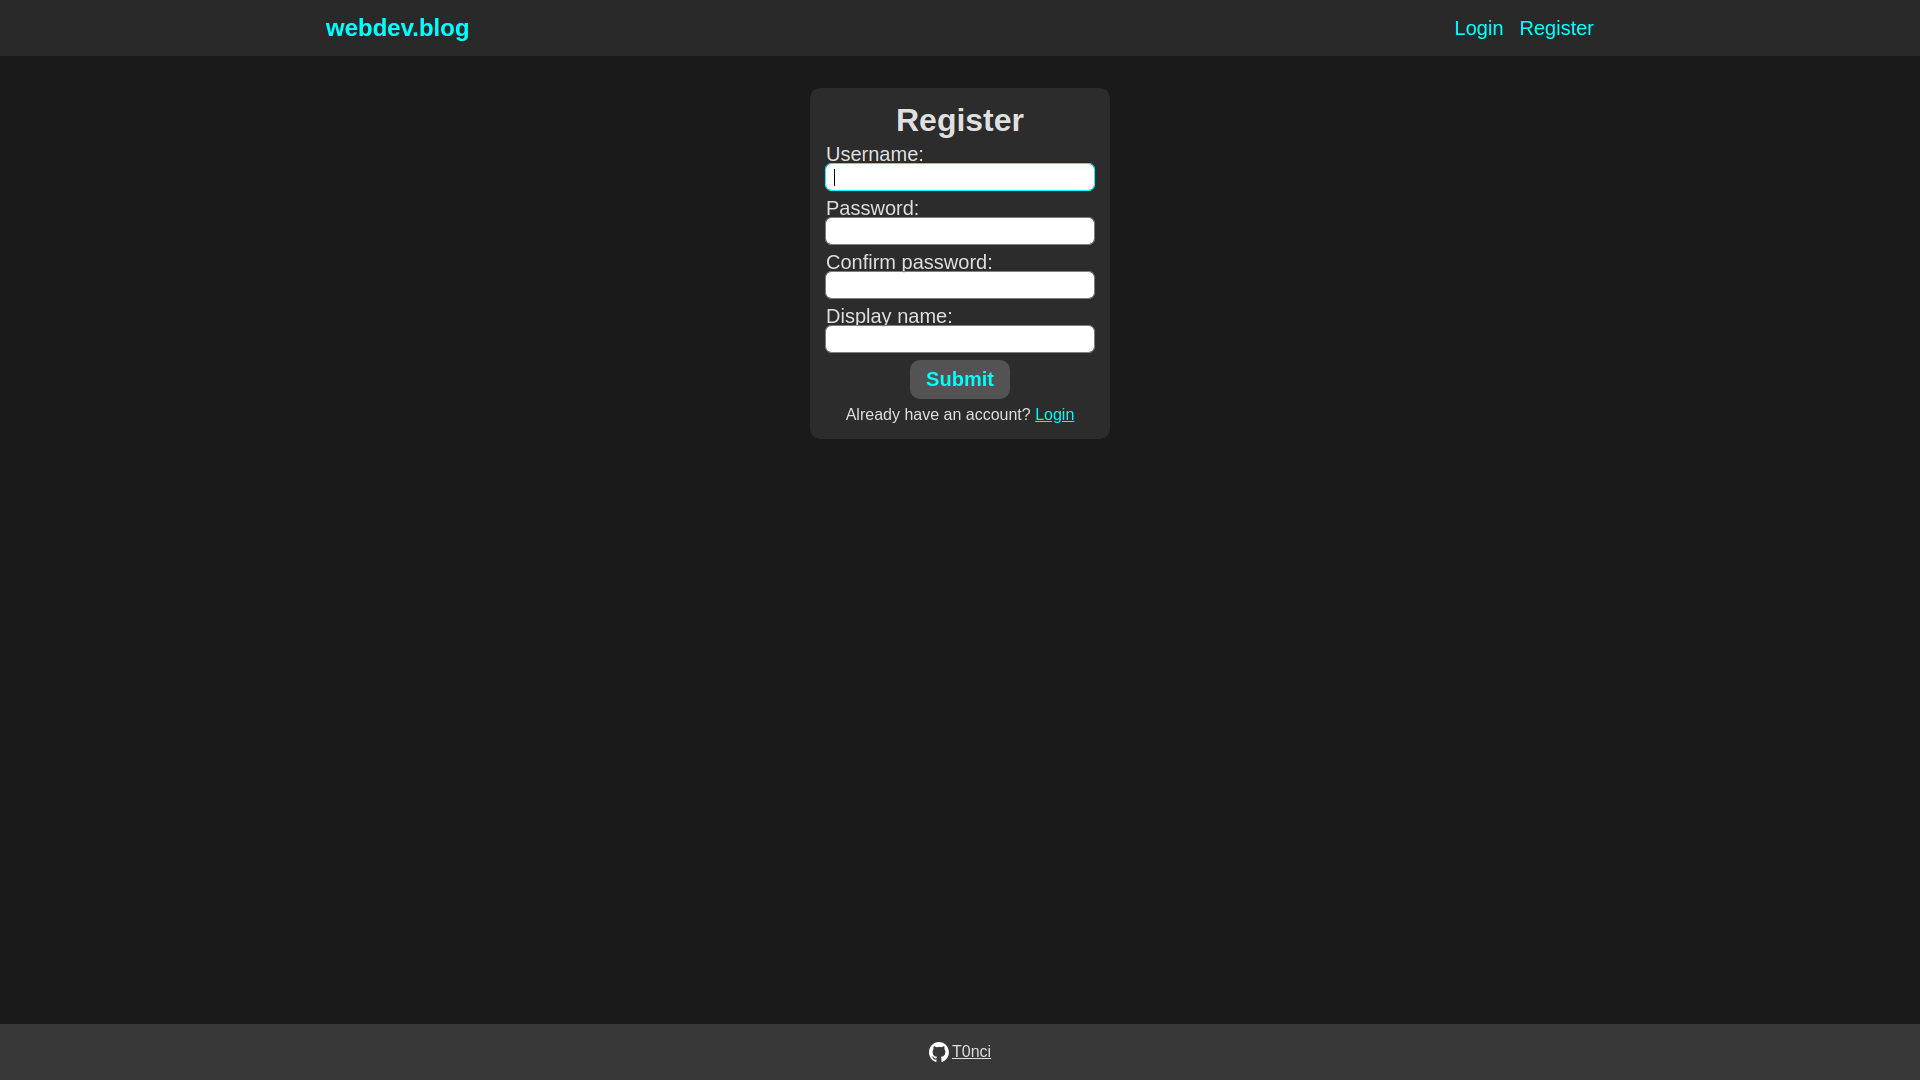 webdev.blog
Login Register
Register
Username:
Password:
Confirm password:
Display name:
Submit
Already have an account? Login
T0nci